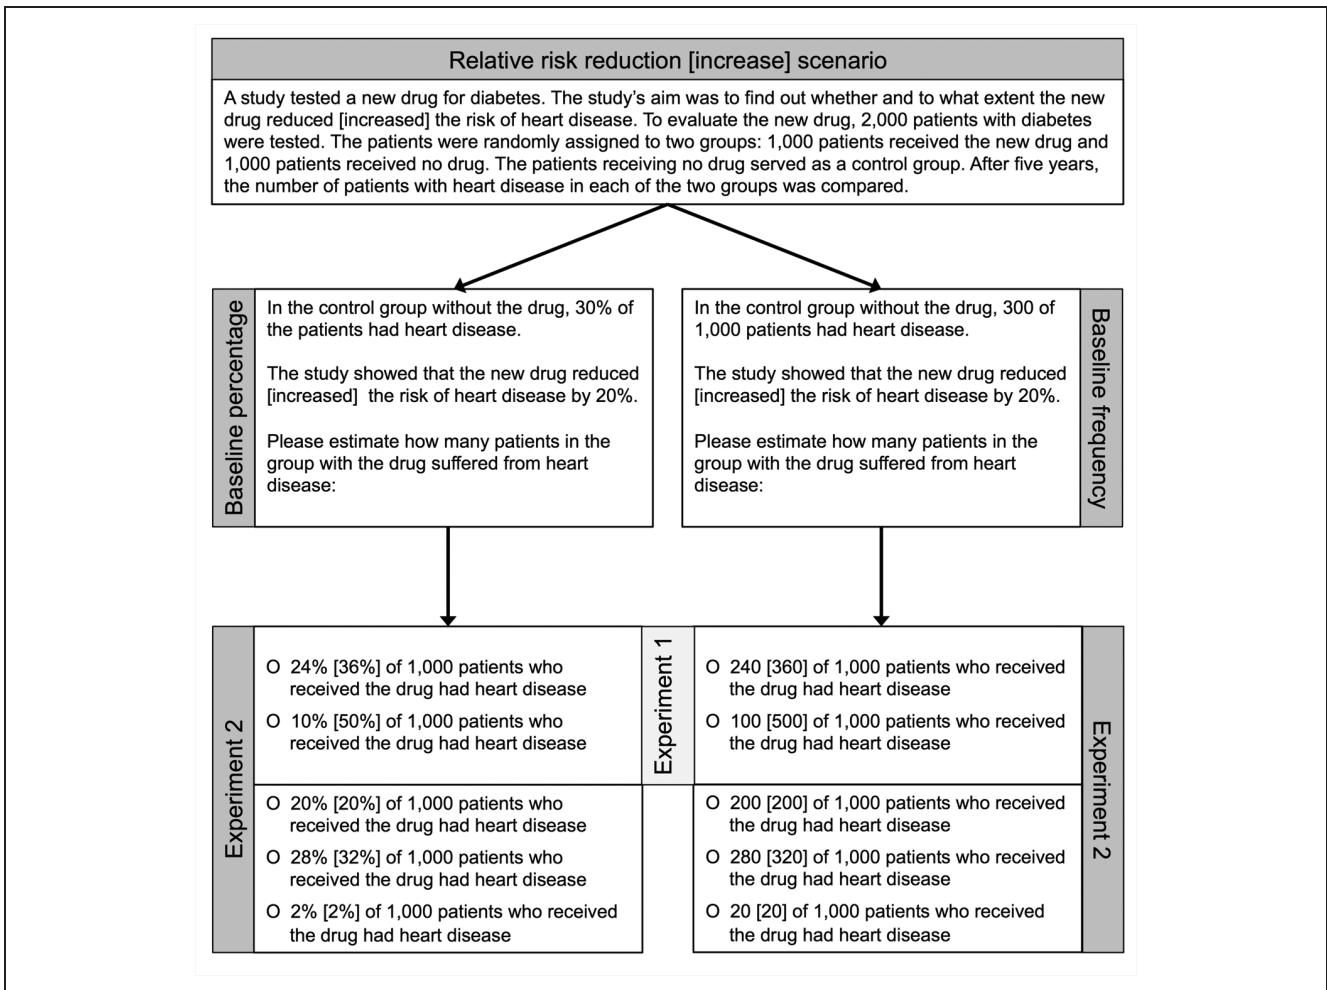 Relative risk reduction [increase] scenario
A study tested a new drug for diabetes. The study's aim was to find out whether and to what extent the new
drug reduced [increased] the risk of heart disease. To evaluate the new drug, 2,000 patients with diabetes
were tested. The patients were randomly assigned to two groups: 1,000 patients received the new drug and
1,000 patients received no drug. The patients receiving no drug served as a control group. After five years,
the number of patients with heart disease in each of the two groups was compared.
Baseline percentage
In the control group without the drug, 30% of
the patients had heart disease.
The study showed that the new drug reduced
[increased] the risk of heart disease by 20%.
Please estimate how many patients in the
group with the drug suffered from heart
disease:
In the control group without the drug, 300 of
1,000 patients had heart disease.
The study showed that the new drug reduced
[increased] the risk of heart disease by 20%.
Please estimate how many patients in the
group with the drug suffered from heart
disease:
Baseline frequency
Experiment 2
O 24% [36%] of 1,000 patients who
received the drug had heart disease
O 10% [50%] of 1,000 patients who
received the drug had heart disease
O 20% [20%] of 1,000 patients who
received the drug had heart disease
O 28% [32%] of 1,000 patients who
received the drug had heart disease
O 2% [2%] of 1,000 patients who received
the drug had heart disease
Experiment 1
O 240 [360] of 1,000 patients who received
the drug had heart disease
O 100 [500] of 1,000 patients who received
the drug had heart disease
O 200 [200] of 1,000 patients who received
the drug had heart disease
O 280 [320] of 1,000 patients who received
the drug had heart disease
O 20 [20] of 1,000 patients who received
the drug had heart disease
Experiment 2